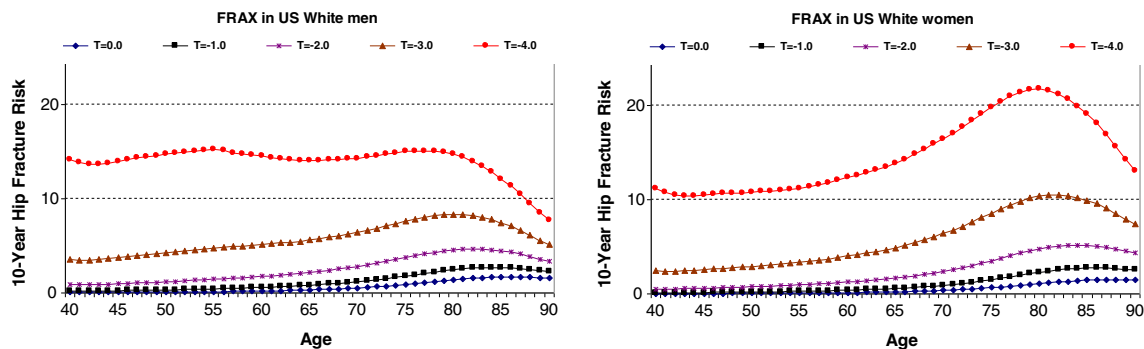 FRAX in US White men
T=0.0 T=-1.0 T=-2.0 T=-3.0 T=-4.0
10-Year Hip Fracture Risk
20
10
0
40 45 50 55 60 65 70 75 80 85 90
Age
FRAX in US White women
T=0.0 T=-1.0 T=-2.0 T=-3.0 T=-4.0
10-Year Hip Fracture Risk
20
10
0
40 45 50 55 60 65 70 75 80 85 90
Age